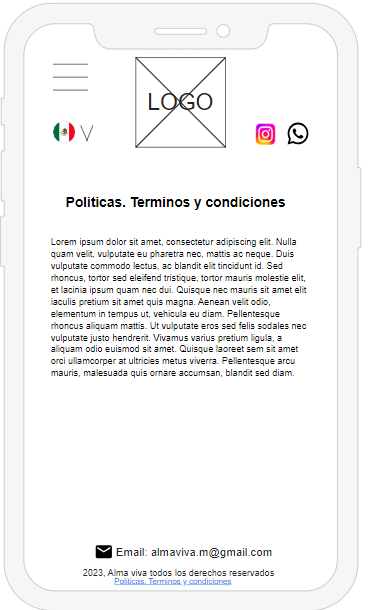 LOGO
Políticas. Terminos y condiciones
Lorem ipsum dolor sit amet, consectetur adipiscing elit. Nulla
quam velit, vulputate eu pharetra nec, mattis ac neque. Duis
vulputate commodo lectus, ac blandit elit tincidunt id. Sed
rhoncus, tortor sed eleifend tristique, tortor mauris molestie elit,
et lacinia ipsum quam nec dui. Quisque nec mauris sit amet elit
iaculis pretium sit amet quis magna. Aenean velit odio,
elementum in tempus ut, vehicula eu diam. Pellentesque
rhoncus aliquam mattis. Ut vulputate eros sed felis sodales nec
vulputate justo hendrerit. Vivamus varius pretium ligula, a
aliquam odio euismod sit amet. Quisque laoreet sem sit amet
orci ullamcorper at ultricies metus viverra. Pellentesque arcu
mauris, malesuada quis ornare accumsan, blandit sed diam.
Email: almaviva.m@gmail.com
2023, Alma viva todos los derechos reservados
Políticas. Terminos y condiciones